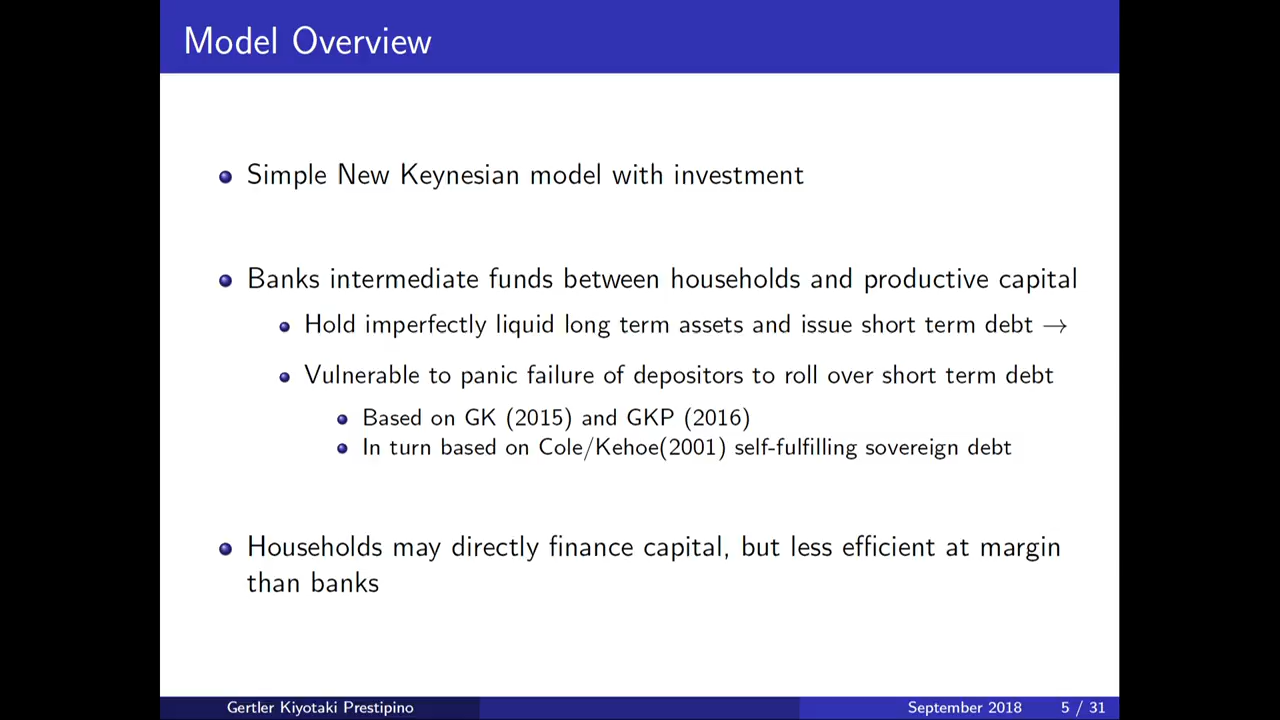 Model Overview
Simple New Keynesian model with investment
Banks intermediate funds between households and productive capital
Hold imperfectly liquid long term assets and issue short term debt →
Vulnerable to panic failure of depositors to roll over short term debt
Based on GK (2015) and GKP (2016)
In turn based on Cole/Kehoe(2001) self-fulfilling sovereign debt
Households may directly finance capital, but less efficient at margin
than banks
Gertler Kiyotaki Prestipino September 2018 5 / 31